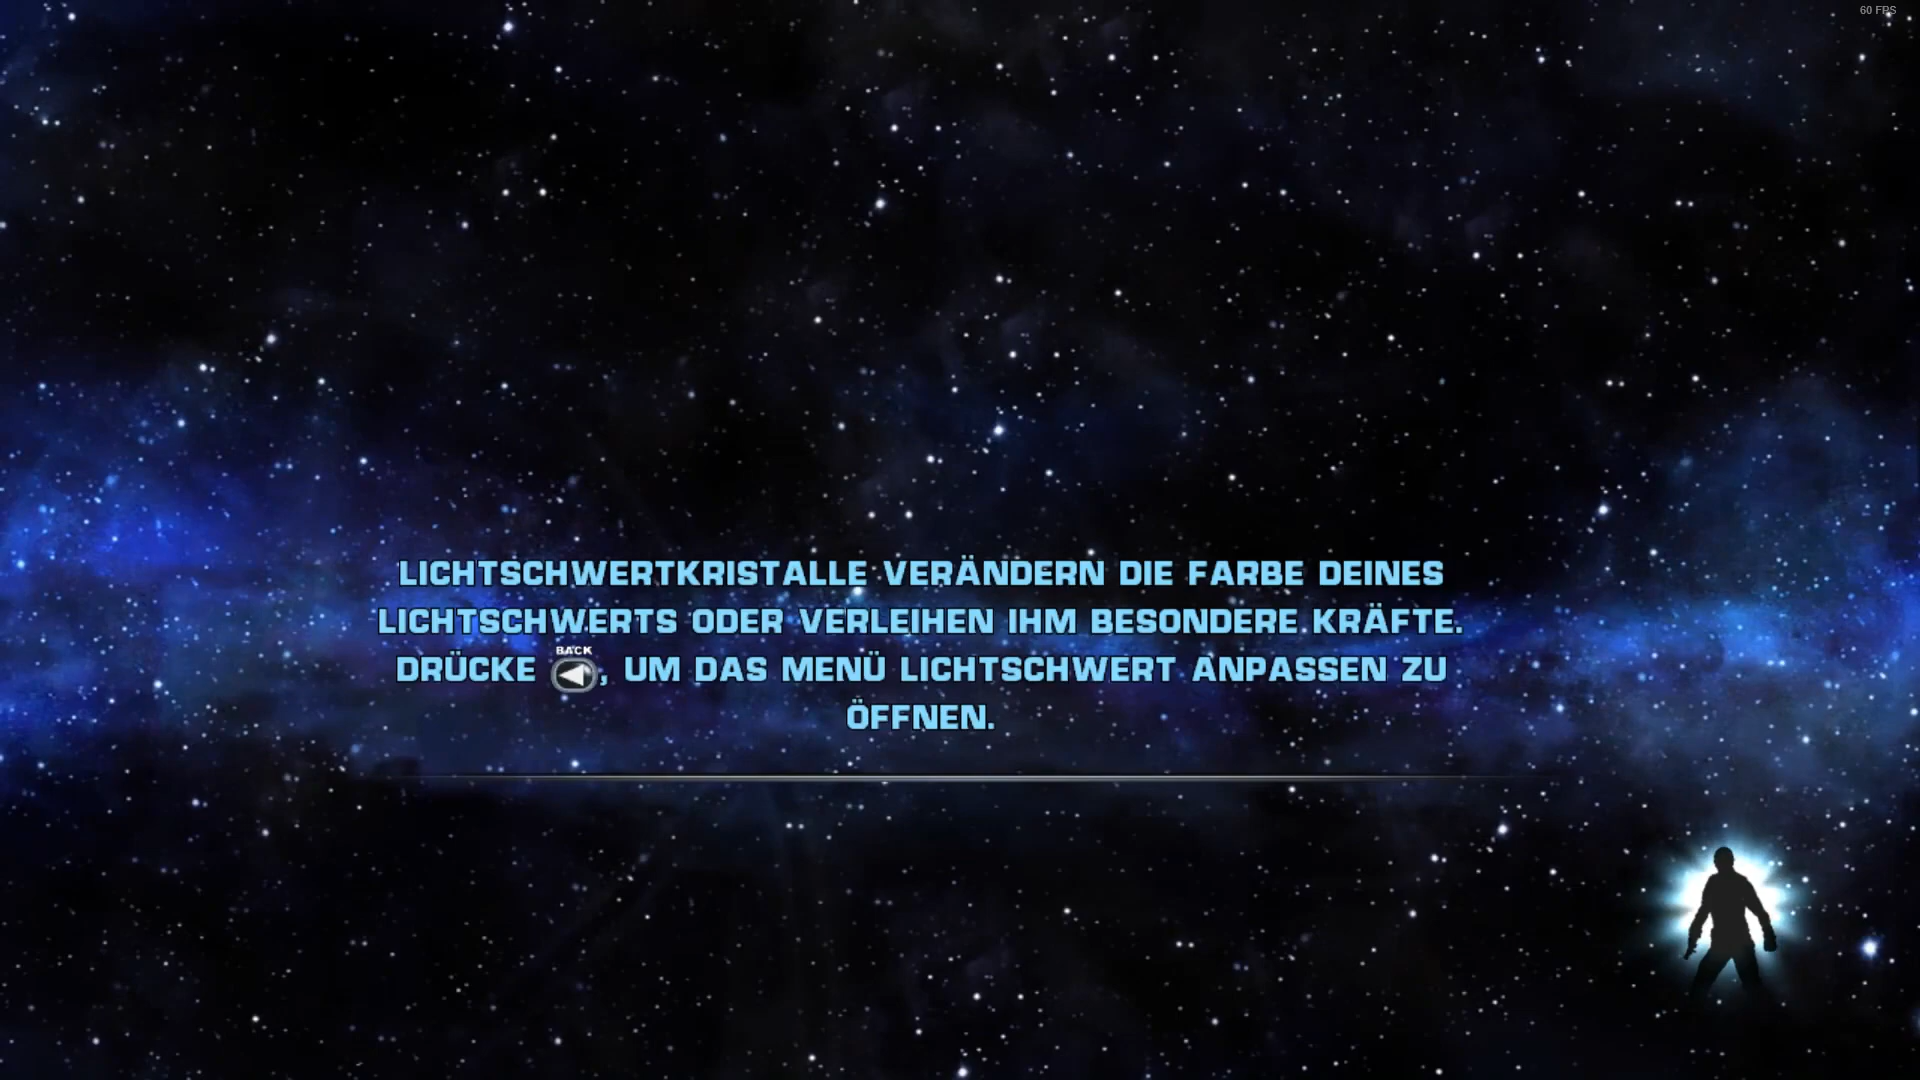 60 FPS
LICHTSCHWERTKRISTALLE VERÄNDERN DIE FARBE DEINES
LICHTSCHWERTS ODER VERLEIHEN IHM BESONDERE KRÄFTE.
DRÜCKE BACK, UM DAS MENÜ LICHTSCHWERT ANPASSEN ZU
ÖFFNEN.